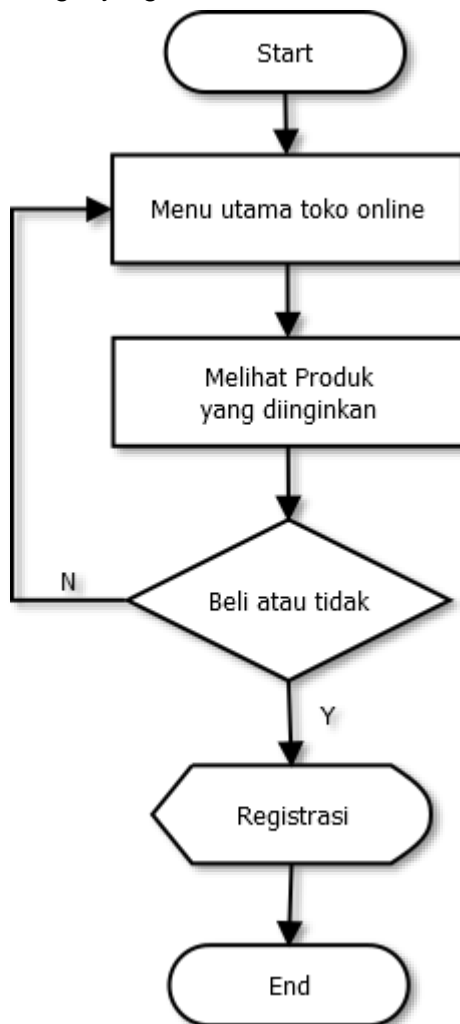 Start
Menu utama toko online
Melihat Produk
yang diinginkan
N
Beli atau tidak
Y
Registrasi
End